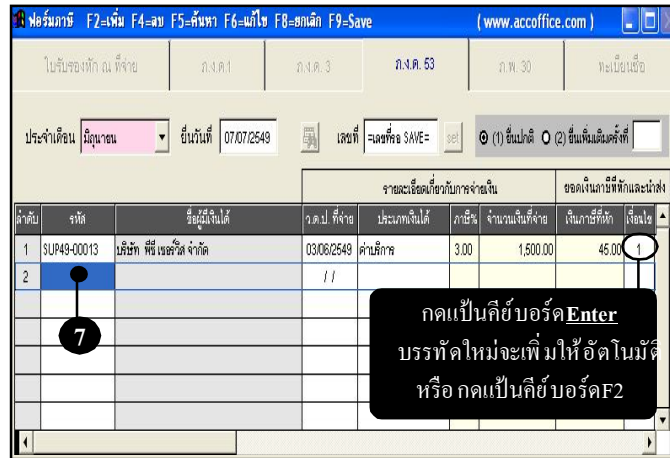 ฟอร์มภาษี F2=เพิ่ม F4=ลบ F5=ค้นหา F6=แก้ไข F8=ยกเลิก F9=Save ( www.accoffice.com )
ใบรับรองหัก ณ ที่จ่าย ภ.ง.ด.1 ภ.ง.ด. 3 ภ.ง.ด. 53 ภ.พ. 30 ทะเบียนชื่อ
ประจำเดือน มิถุนายน ยื่นวันที่ 07/07/2549 เลขที่ =เลขที่รอ SAVE= set (1) ยื่นปกติ (2) ยื่นเพิ่มเติมครั้งที่
รายละเอียดเกี่ยวกับการจ่ายเงิน ยอดเงินภาษีที่หักและนำส่ง
ลำดับ รหัส ชื่อผู้มีเงินได้ ว.ด.ป. ที่จ่าย ประเภทเงินได้ ภาษี% จำนวนเงินที่จ่าย เงินภาษีที่หัก เงื่อนไข
1 SUP49-00013 บริษัท พีซี เซอร์วิส จำกัด 03/06/2549 ค่าบริการ 3.00 1,500.00 45.00 1
2 / /
7
กดแป้นคีย์บอร์ดEnter
บรรทัดใหม่จะเพิ่มให้อัตโนมัติ
หรือ กดแป้นคีย์บอร์ดF2